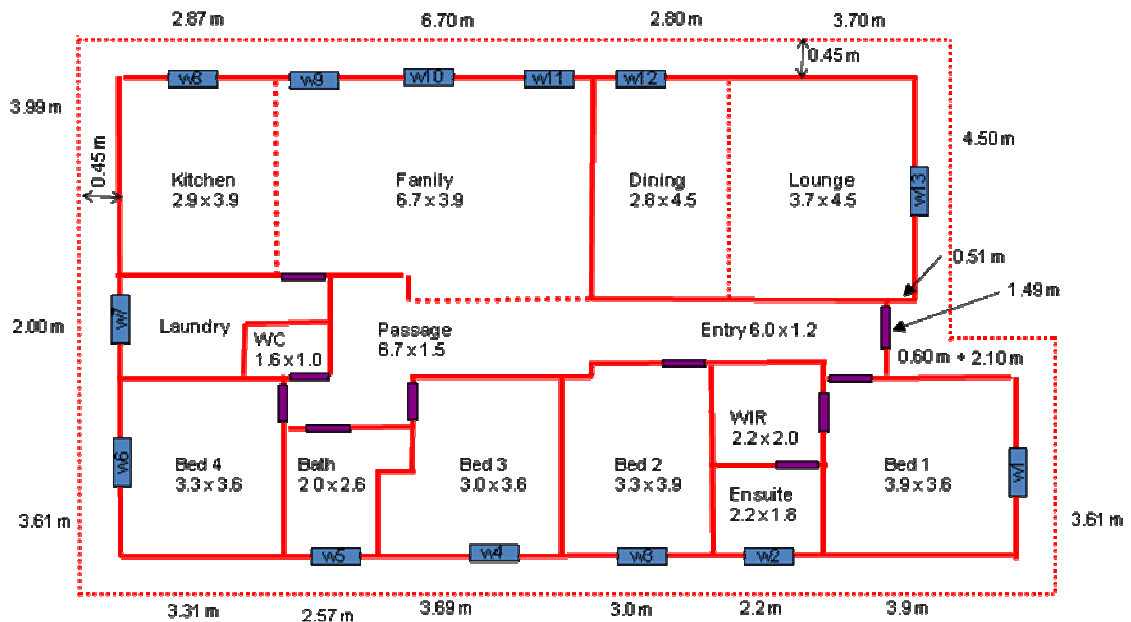 2.87 m
6.70 m
2.80 m
3.70 m
0.45 m
w8
w9
w10
w11
w12
3.99 m
4.50 m
0.45 m
Kitchen
2.9 x 3.9
Family
6.7 x 3.9
Dining
2.8 x 4.5
Lounge
3.7 x 4.5
w13
0.51 m
1.49 m
2.00 m
w7
Laundry
WC
1.6 x 1.0
Passage
6.7 x 1.5
Entry 6.0 x 1.2
0.60 m + 2.10 m
w6
Bed 4
3.3 x 3.6
Bath
2.0 x 2.6
Bed 3
3.0 x 3.6
Bed 2
3.3 x 3.9
WIR
2.2 x 2.0
Ensuite
2.2 x 1.8
Bed 1
3.9 x 3.6
w1
3.61 m
3.61 m
w5
w4
w3
w2
3.31 m
2.57 m
3.69 m
3.0 m
2.2 m
3.9 m